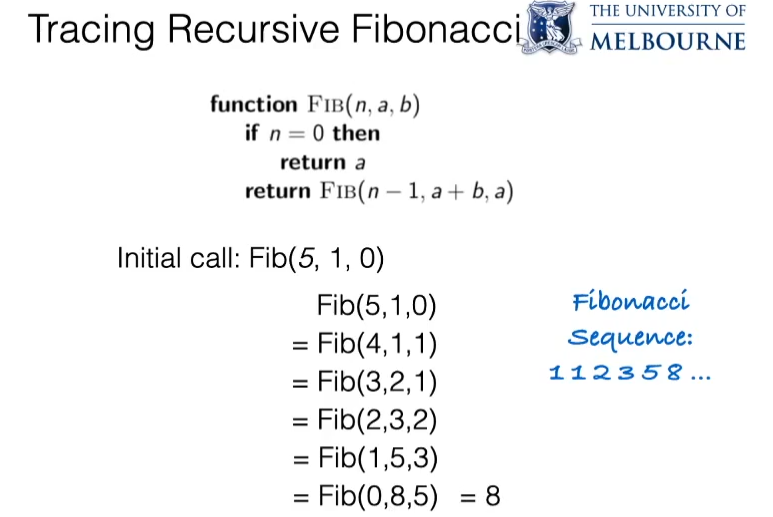 Tracing Recursive Fibonacci
THE UNIVERSITY OF
MELBOURNE
function FIB(n, a, b)
if n = 0 then
return a
return FIB(n − 1, a + b, a)
Initial call: Fib(5, 1, 0)
Fib(5,1,0)
= Fib(4,1,1)
= Fib(3,2,1)
= Fib(2,3,2)
= Fib(1,5,3)
= Fib(0,8,5) = 8
Fibonacci
Sequence:
1 1 2 3 5 8 ...